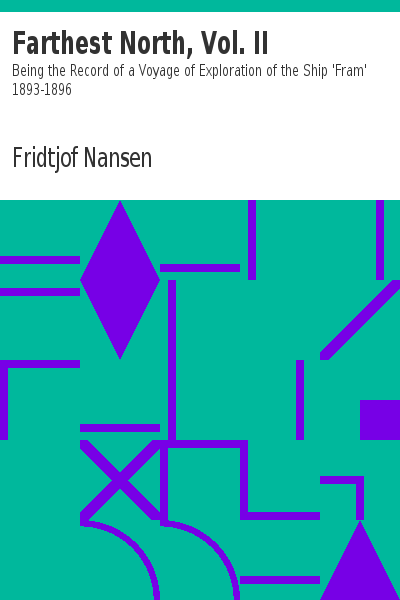 Farthest North, Vol. II
Being the Record of a Voyage of Exploration of the Ship 'Fram'
1893-1896
Fridtjof Nansen